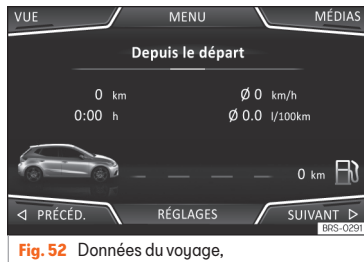 VUE MENU MÉDIAS
Depuis le départ
0 km Ø 0 km/h
0:00 h Ø 0.0 l/100km
0 km
◁ PRÉCÉD. RÉGLAGES SUIVANT ▷
BRS-0291
Fig. 52 Données du voyage,